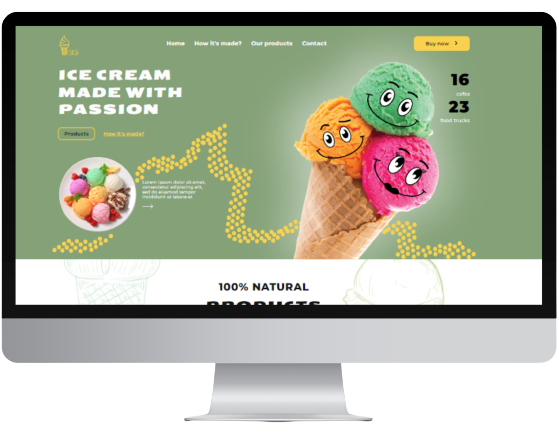 Home How it's made? Our products Contact
Buy now
ICE CREAM
MADE WITH
PASSION
16
cafes
23
food trucks
Products How it's made?
Lorem ipsum dolor sit amet,
consectetur adipiscing elit,
sed do eiusmod tempor
incididunt ut labore et
100% NATURAL
PRODUCTS